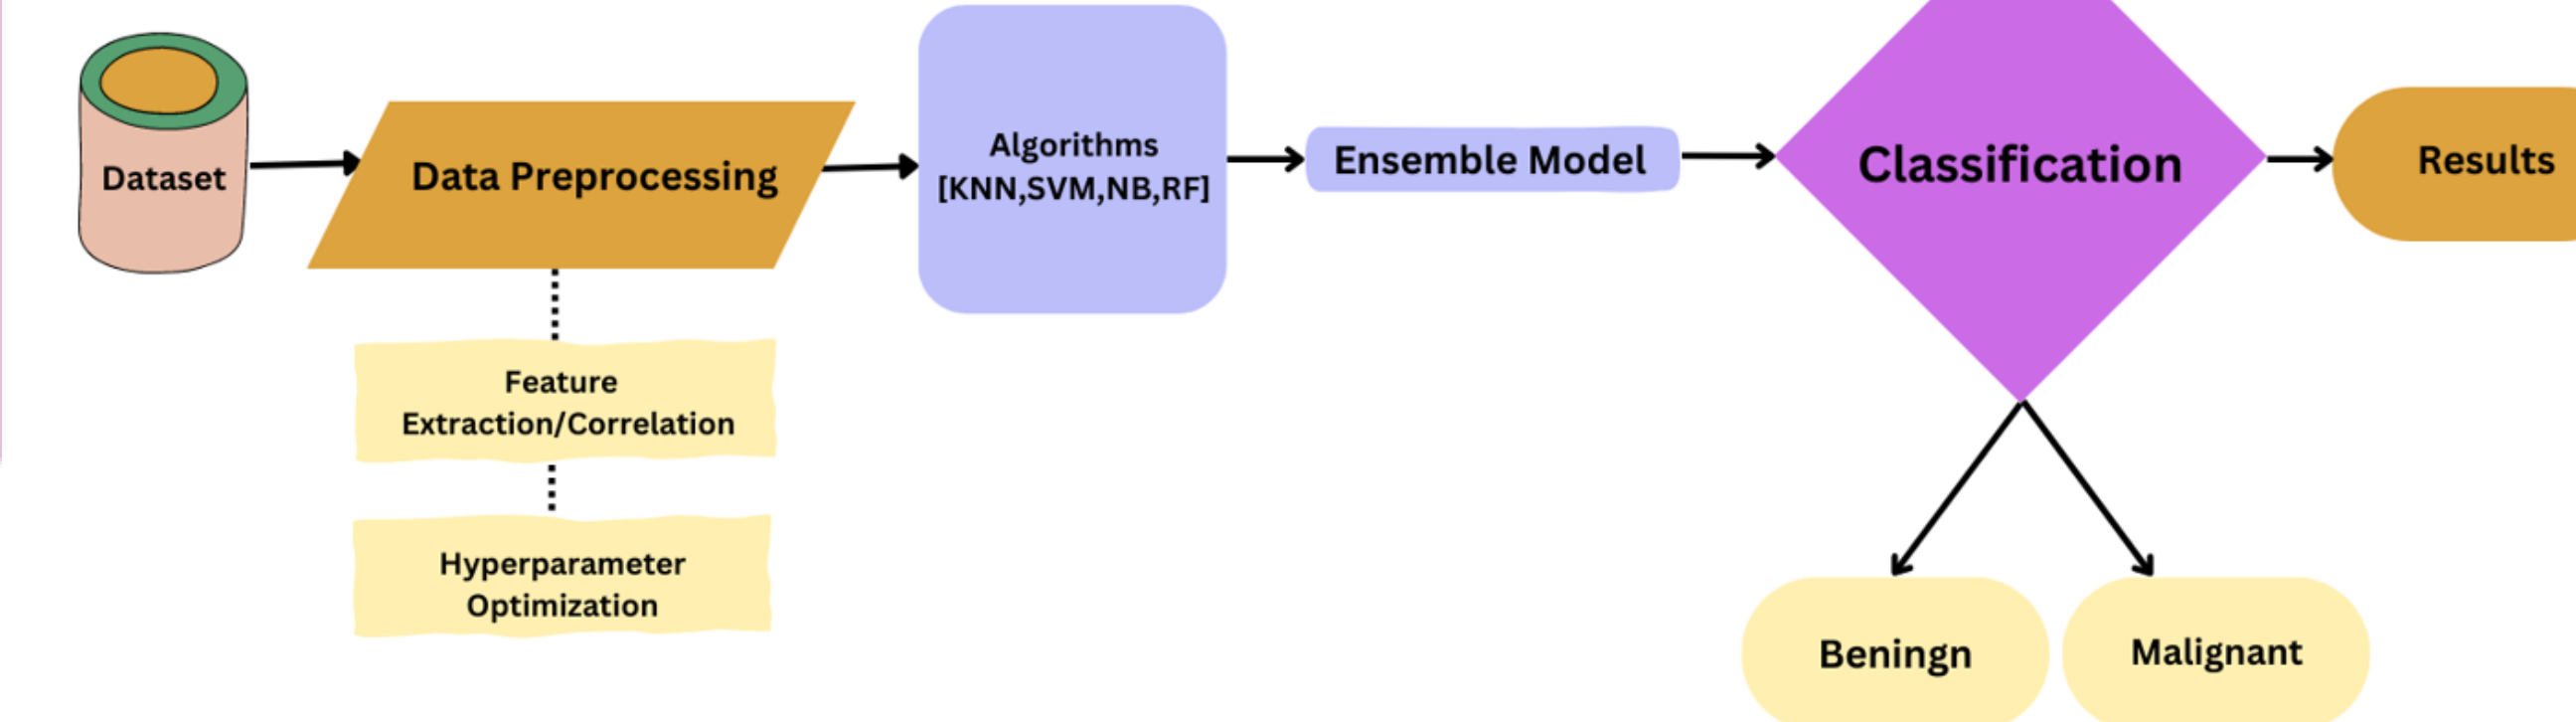 Dataset
Data Preprocessing
Feature
Extraction/Correlation
Hyperparameter
Optimization
Algorithms
[KNN,SVM,NB,RF]
Ensemble Model
Classification
Beningn
Malignant
Results